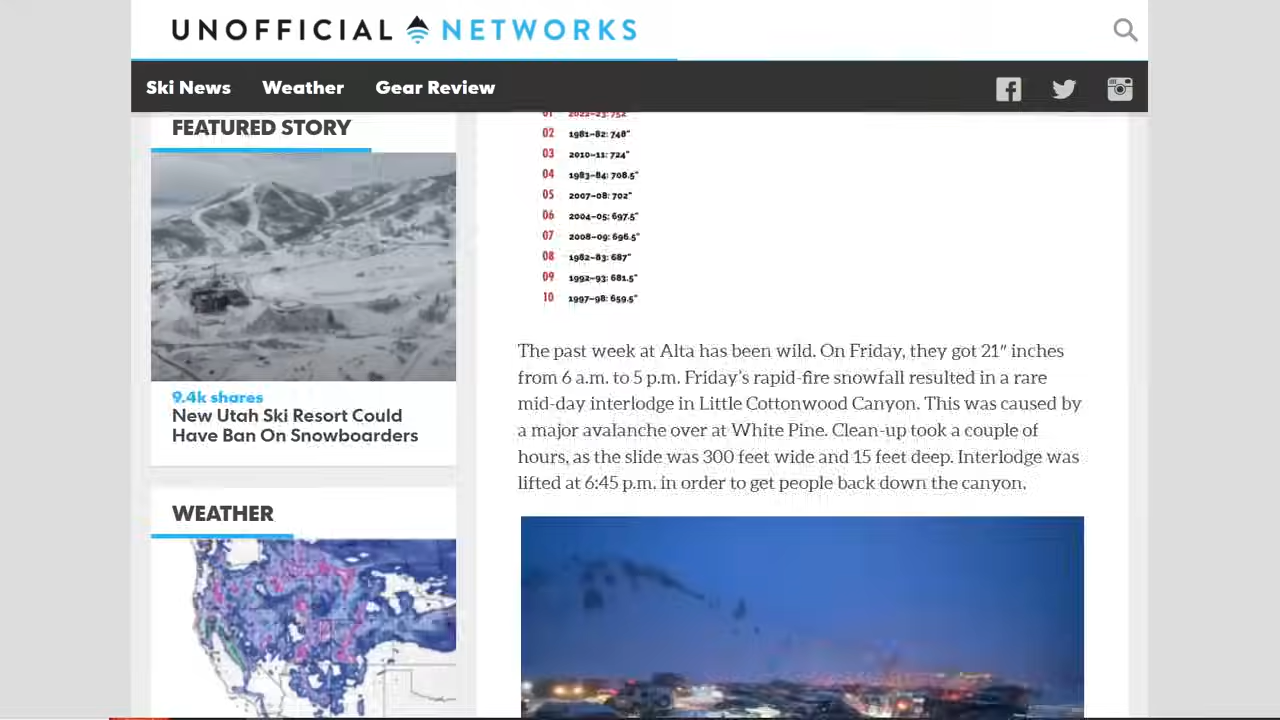 UNOFFICIAL NETWORKS
Ski News Weather Gear Review
FEATURED STORY
9.4k shares
New Utah Ski Resort Could
Have Ban On Snowboarders
WEATHER
01 2022–23: 752"
02 1981–82: 748"
03 2010–11: 724"
04 1983–84: 708.5"
05 2007–08: 702"
06 2004–05: 697.5"
07 2008–09: 696.5"
08 1982–83: 687"
09 1992–93: 681.5"
10 1997–98: 659.5"
The past week at Alta has been wild. On Friday, they got 21″ inches
from 6 a.m. to 5 p.m. Friday’s rapid-fire snowfall resulted in a rare
mid-day interlodge in Little Cottonwood Canyon. This was caused by
a major avalanche over at White Pine. Clean-up took a couple of
hours, as the slide was 300 feet wide and 15 feet deep. Interlodge was
lifted at 6:45 p.m. in order to get people back down the canyon.